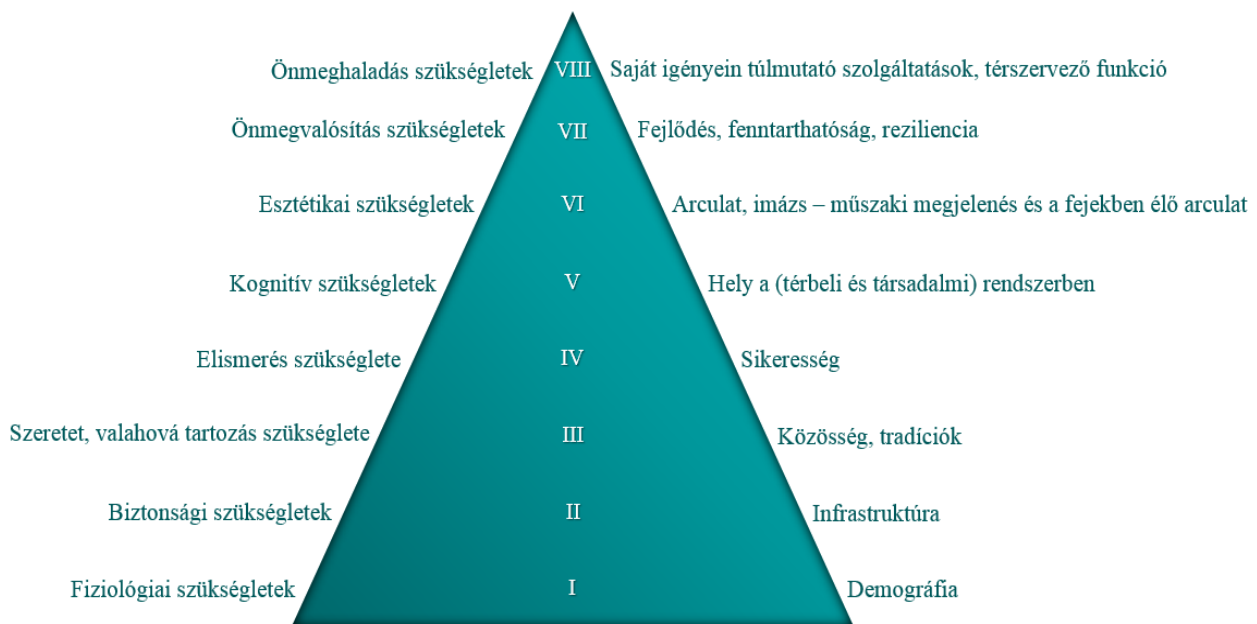 Önmeghaladás szükségletek VIII Saját igényein túlmutató szolgáltatások, térszervező funkció
Önmegvalósítás szükségletek VII Fejlődés, fenntarthatóság, reziliencia
Esztétikai szükségletek VI Arculat, imázs – műszaki megjelenés és a fejekben élő arculat
Kognitív szükségletek V Hely a (térbeli és társadalmi) rendszerben
Elismerés szükséglete IV Sikeresség
Szeretet, valahová tartozás szükséglete III Közösség, tradíciók
Biztonsági szükségletek II Infrastruktúra
Fiziológiai szükségletek I Demográfia